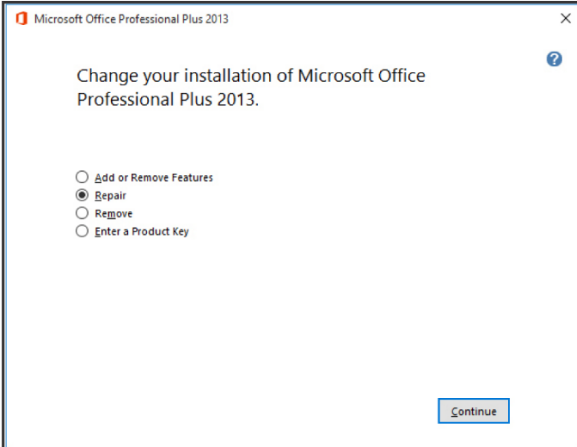 Microsoft Office Professional Plus 2013
Change your installation of Microsoft Office
Professional Plus 2013.
Add or Remove Features
Repair
Remove
Enter a Product Key
Continue